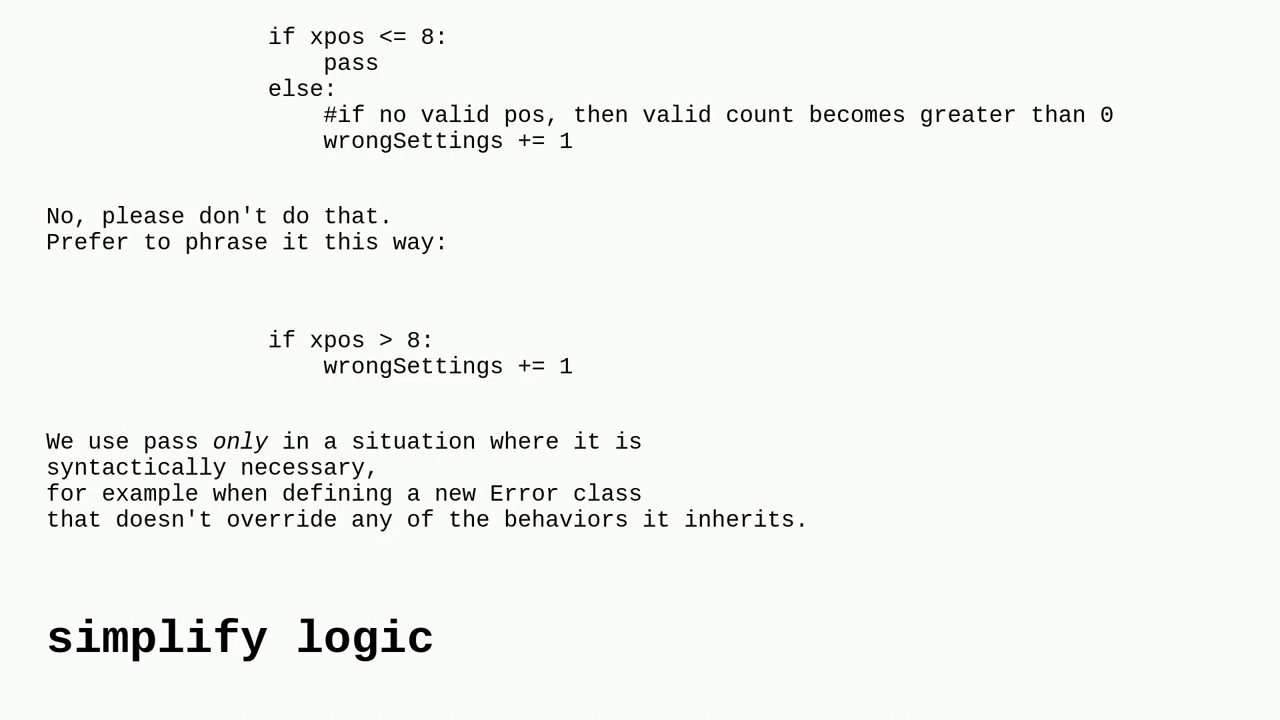 if xpos <= 8:
pass
else:
#if no valid pos, then valid count becomes greater than 0
wrongSettings += 1
No, please don't do that.
Prefer to phrase it this way:
if xpos > 8:
wrongSettings += 1
We use pass only in a situation where it is
syntactically necessary,
for example when defining a new Error class
that doesn't override any of the behaviors it inherits.
simplify logic